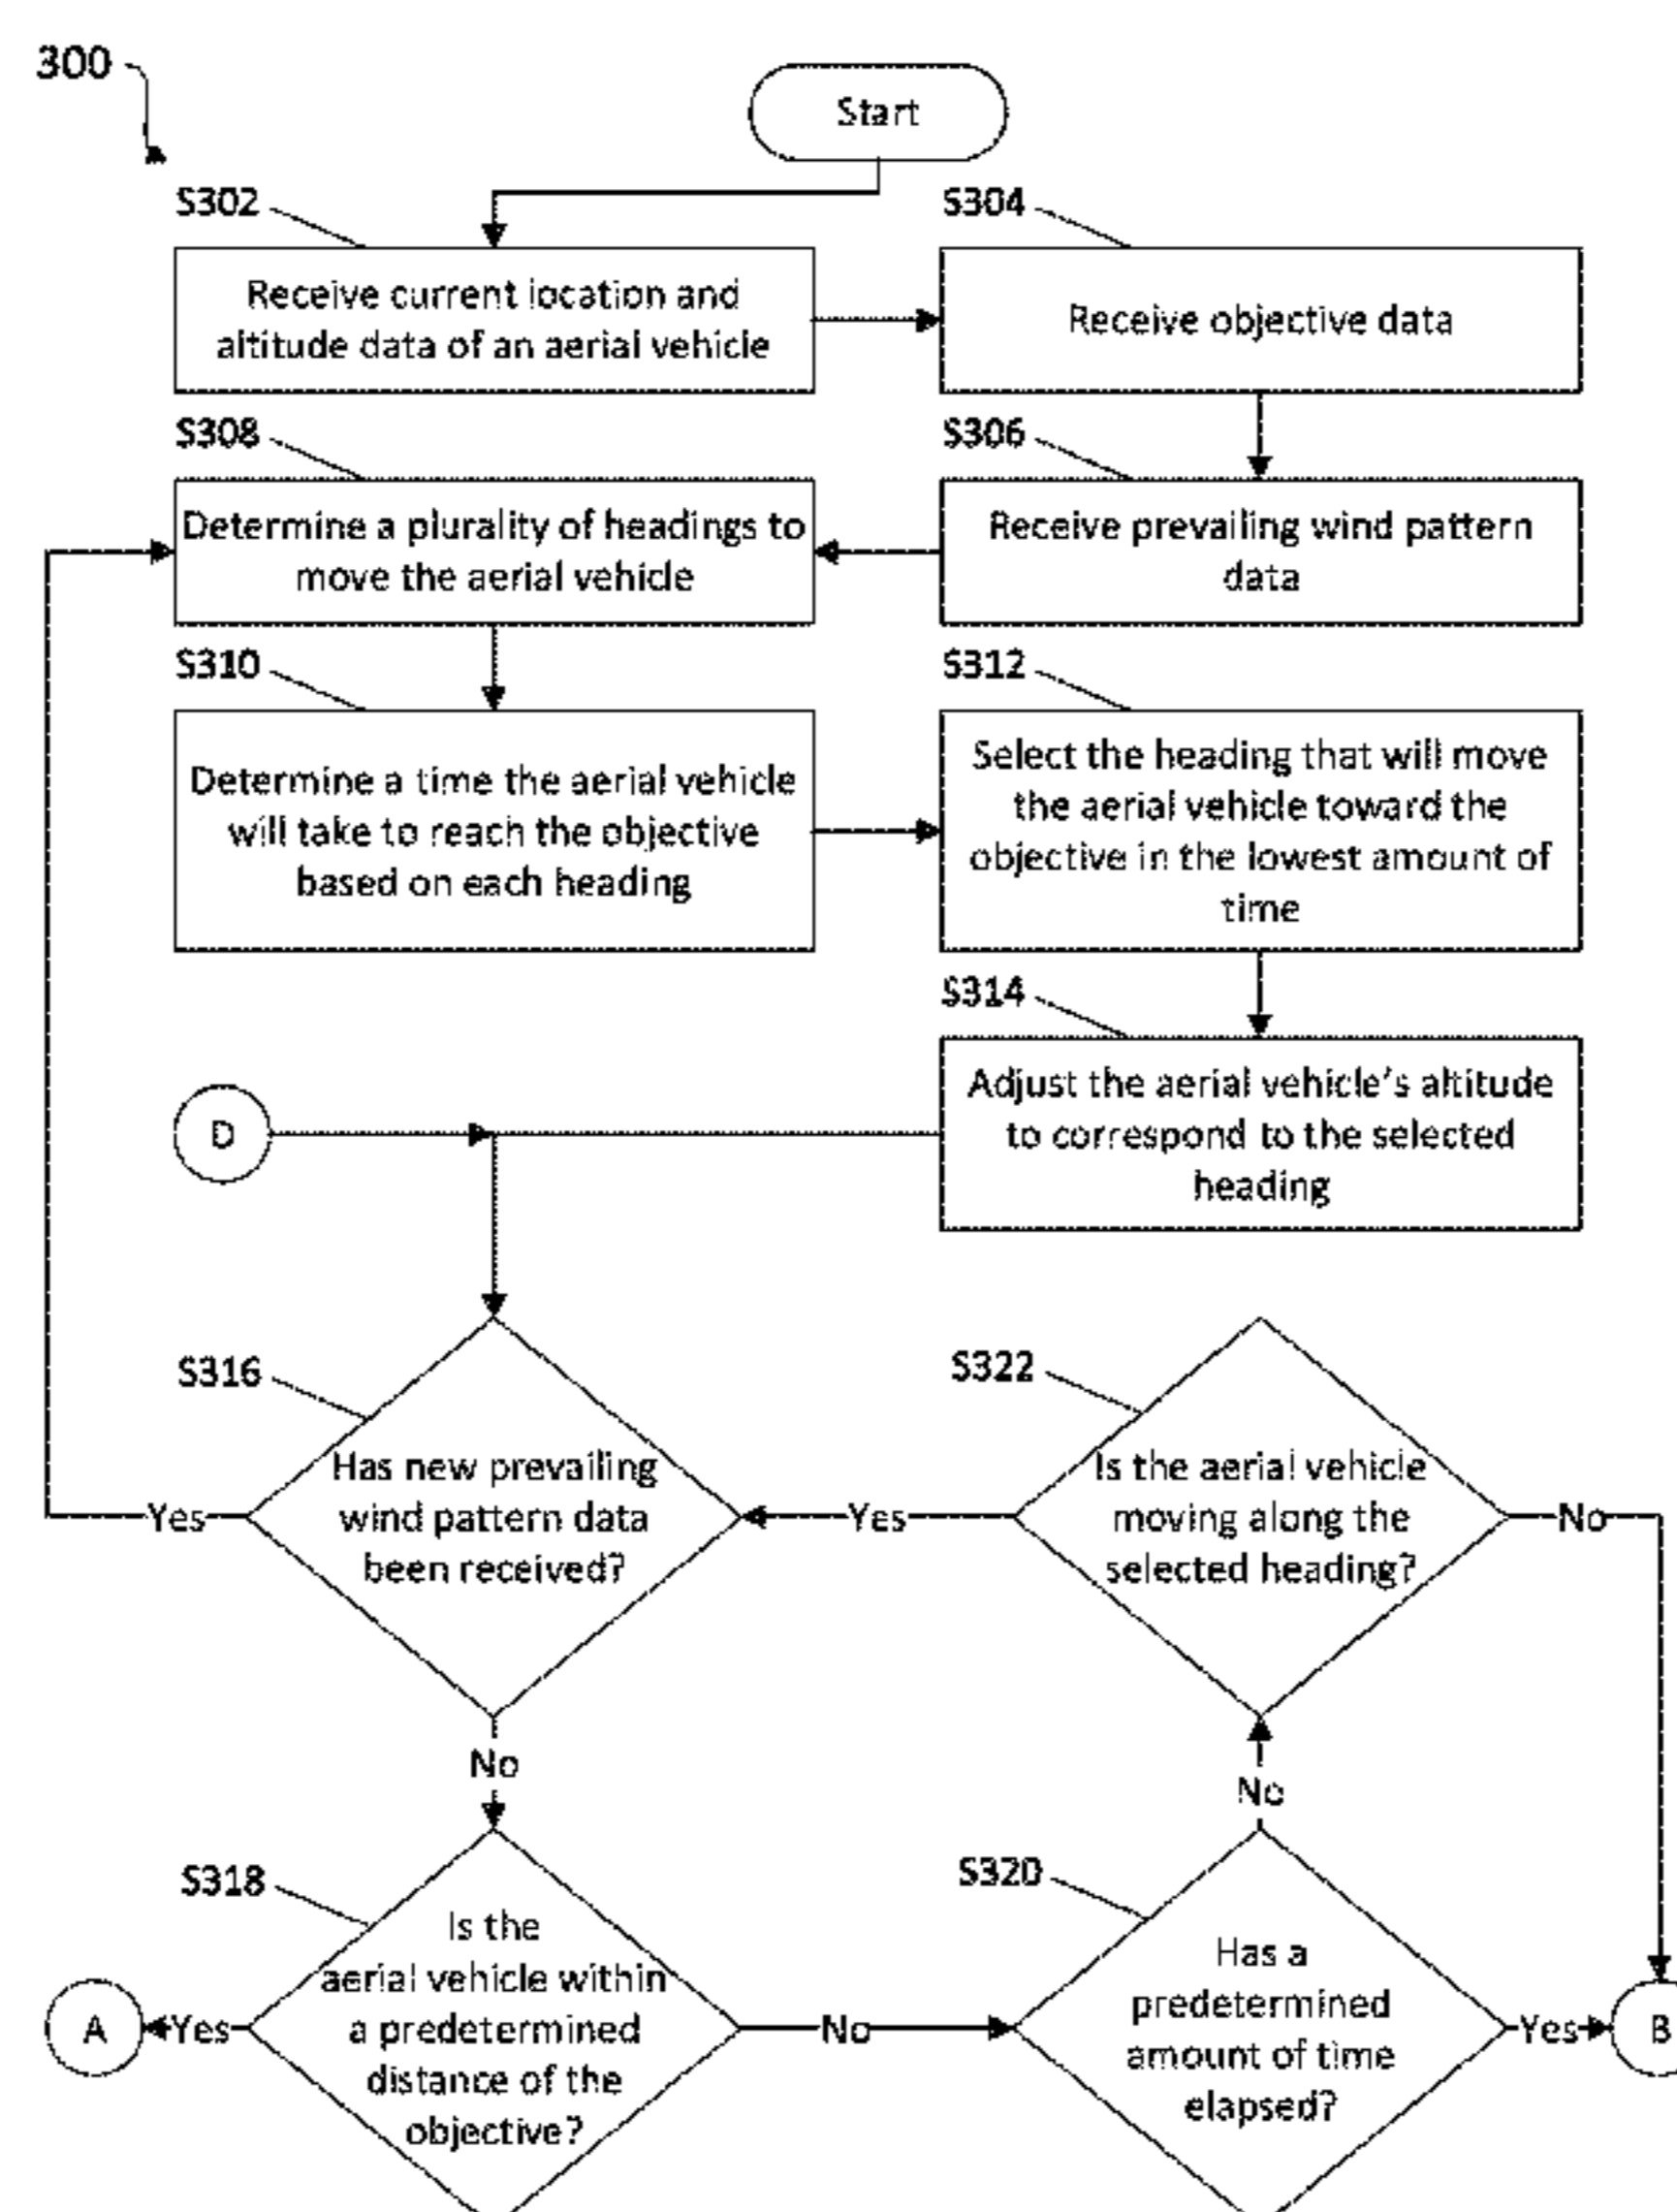 300
Start
S302
Receive current location and
altitude data of an aerial vehicle
S304
Receive objective data
S308
Determine a plurality of headings to
move the aerial vehicle
S306
Receive prevailing wind pattern
data
S310
Determine a time the aerial vehicle
will take to reach the objective
based on each heading
S312
Select the heading that will move
the aerial vehicle toward the
objective in the lowest amount of
time
S314
Adjust the aerial vehicle's altitude
to correspond to the selected
heading
D
S316
Has new prevailing
wind pattern data
been received?
Yes
No
S322
Is the aerial vehicle
moving along the
selected heading?
Yes
No
S318
Is the
aerial vehicle within
a predetermined
distance of the
objective?
Yes
A
No
S320
Has a
predetermined
amount of time
elapsed?
No
Yes
B